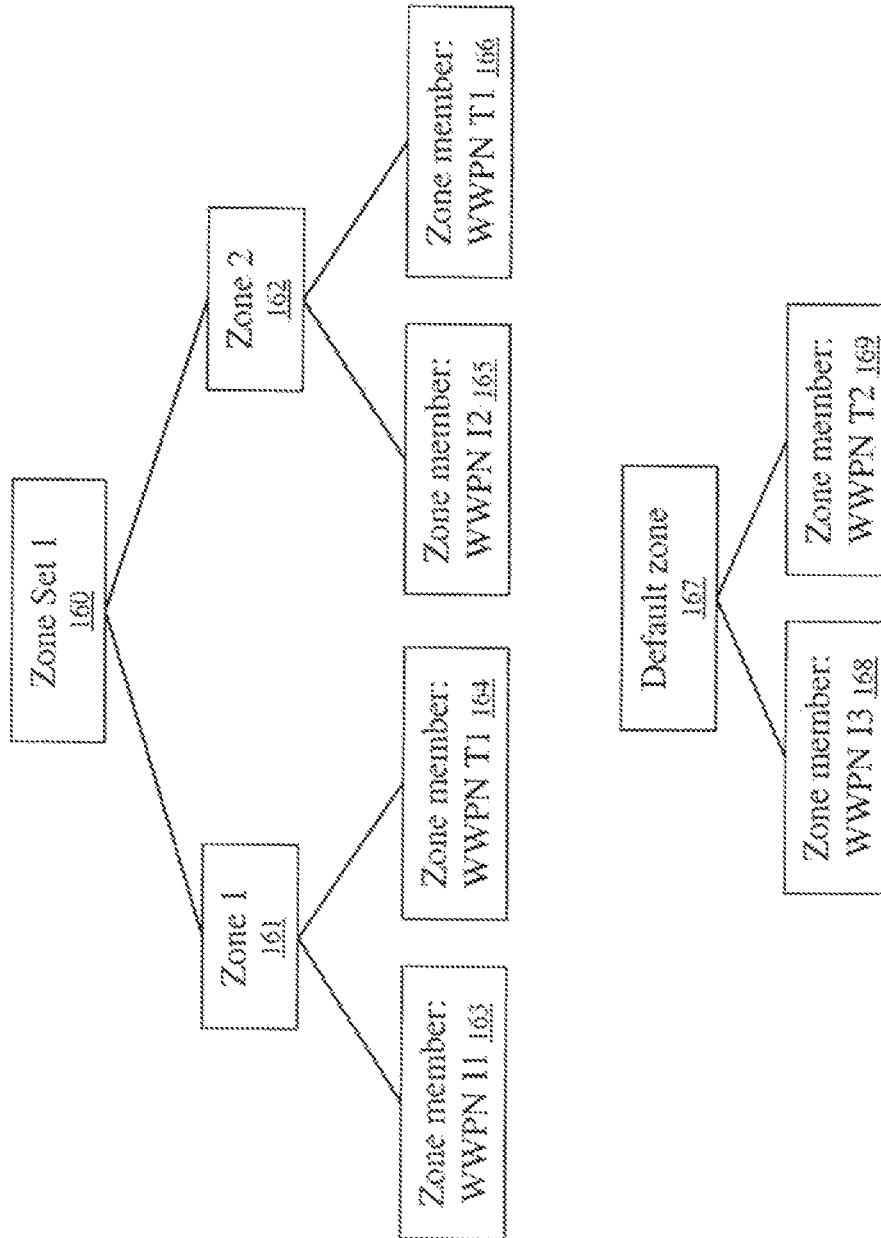 Zone Set 1
160
Zone 1
161
Zone 2
162
Zone member:
WWPN I1 163
Zone member:
WWPN T1 164
Zone member:
WWPN I2 165
Zone member:
WWPN T1 166
Default zone
167
Zone member:
WWPN I3 168
Zone member:
WWPN T2 169